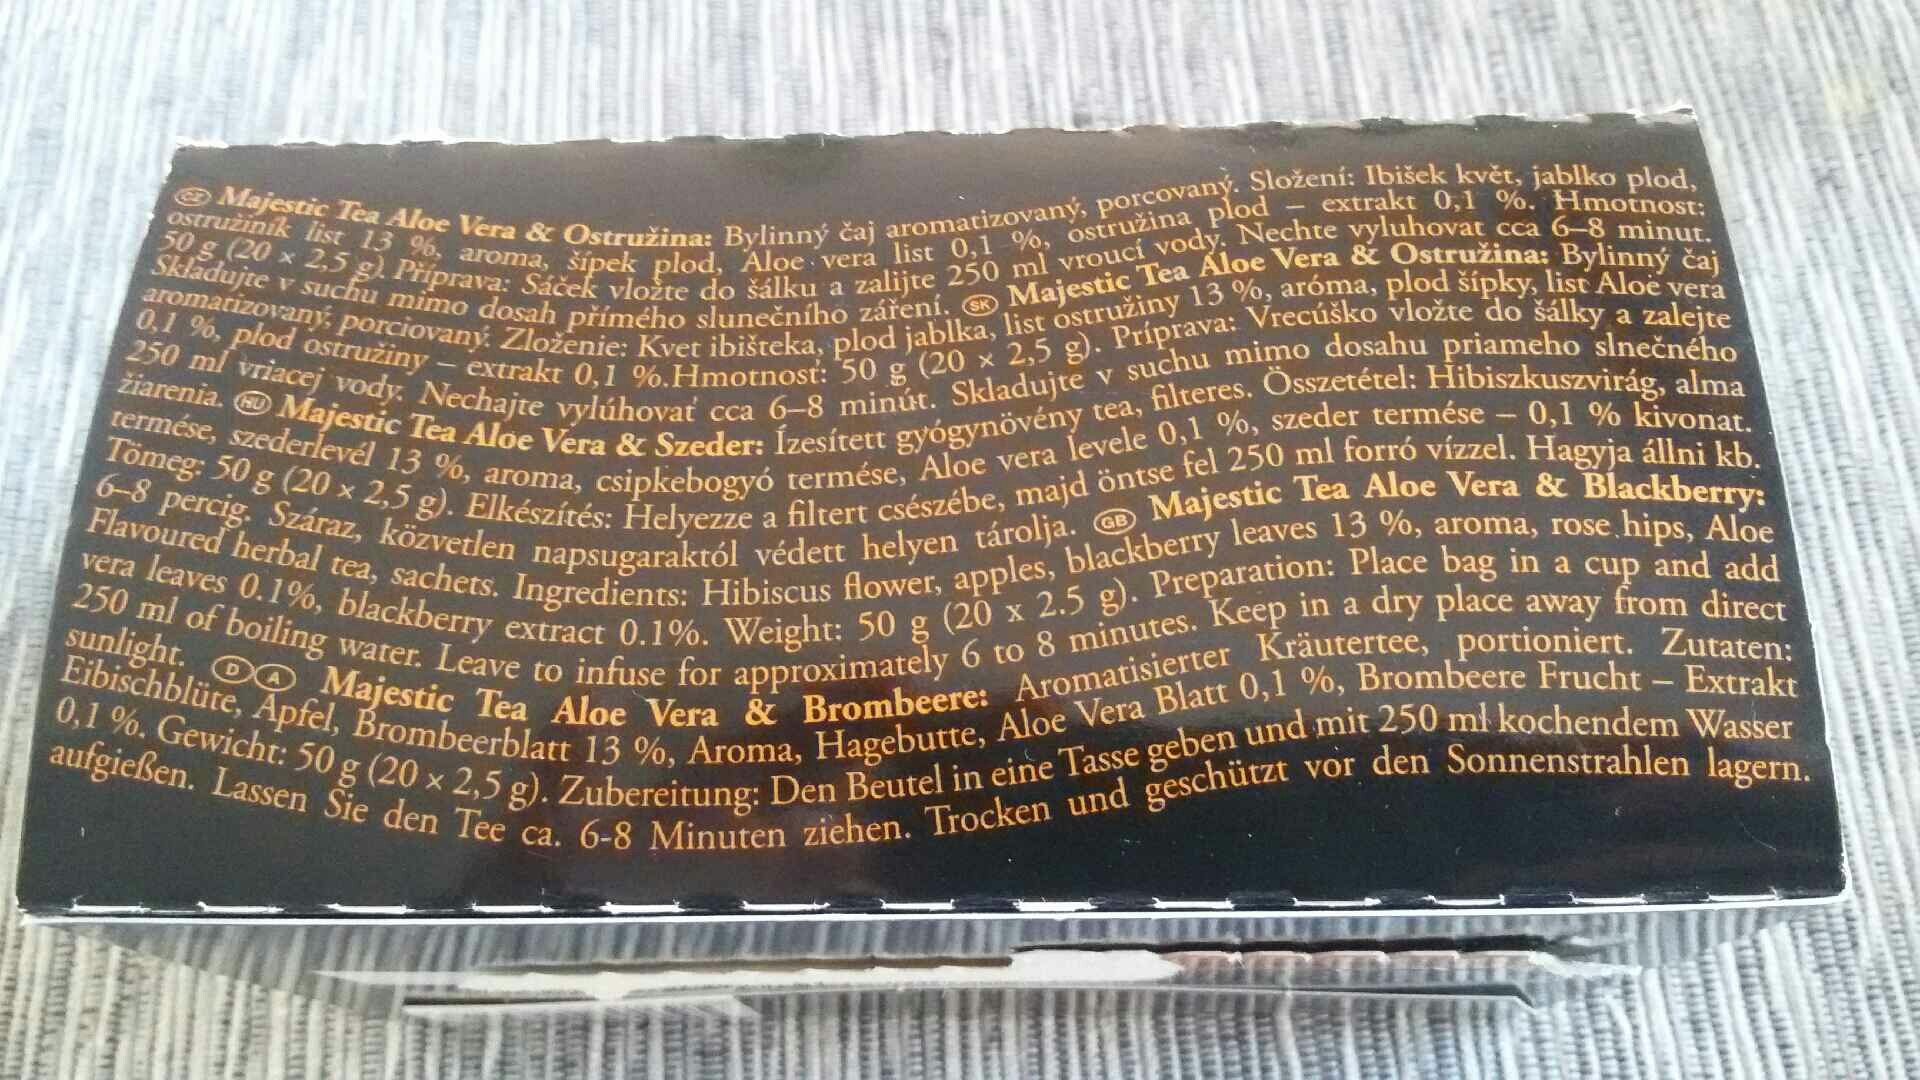 CZ Majestic Tea Aloe Vera & Ostružina: Bylinný čaj aromatizovaný, porcovaný. Složení: Ibišek květ, jablko plod,
ostružiník list 13 %, aroma, šípek plod, Aloe vera list 0,1 %, ostružina plod – extrakt 0,1 %. Hmotnost:
50 g (20 × 2,5 g). Příprava: Sáček vložte do šálku a zalijte 250 ml vroucí vody. Nechte vyluhovat cca 6–8 minut.
Skladujte v suchu mimo dosah přímého slunečního záření. SK Majestic Tea Aloe Vera & Ostružina: Bylinný čaj
aromatizovaný, porciovaný. Zloženie: Kvet ibišteka, plod jablka, list ostružiny 13 %, aróma, plod šípky, list Aloe vera
0,1 %, plod ostružiny – extrakt 0,1 %.Hmotnosť: 50 g (20 × 2,5 g). Príprava: Vrecúško vložte do šálky a zalejte
250 ml vriacej vody. Nechajte vylúhovať cca 6–8 minút. Skladujte v suchu mimo dosahu priameho slnečného
žiarenia. HU Majestic Tea Aloe Vera & Szeder: Ízesített gyógynövény tea, filteres. Összetétel: Hibiszkuszvirág, alma
termése, szederlevél 13 %, aroma, csipkebogyó termése, Aloe vera levele 0,1 %, szeder termése – 0,1 % kivonat.
Tömeg: 50 g (20 × 2,5 g). Elkészítés: Helyezze a filtert csészébe, majd öntse fel 250 ml forró vízzel. Hagyja állni kb.
6–8 percig. Száraz, közvetlen napsugaraktól védett helyen tárolja. GB Majestic Tea Aloe Vera & Blackberry:
Flavoured herbal tea, sachets. Ingredients: Hibiscus flower, apples, blackberry leaves 13 %, aroma, rose hips, Aloe
vera leaves 0.1%, blackberry extract 0.1%. Weight: 50 g (20 x 2.5 g). Preparation: Place bag in a cup and add
250 ml of boiling water. Leave to infuse for approximately 6 to 8 minutes. Keep in a dry place away from direct
sunlight. D A Majestic Tea Aloe Vera & Brombeere: Aromatisierter Kräutertee, portioniert. Zutaten:
Eibischblüte, Apfel, Brombeerblatt 13 %, Aroma, Hagebutte, Aloe Vera Blatt 0,1 %, Brombeere Frucht – Extrakt
0,1 %. Gewicht: 50 g (20 × 2,5 g). Zubereitung: Den Beutel in eine Tasse geben und mit 250 ml kochendem Wasser
aufgießen. Lassen Sie den Tee ca. 6-8 Minuten ziehen. Trocken und geschützt vor den Sonnenstrahlen lagern.